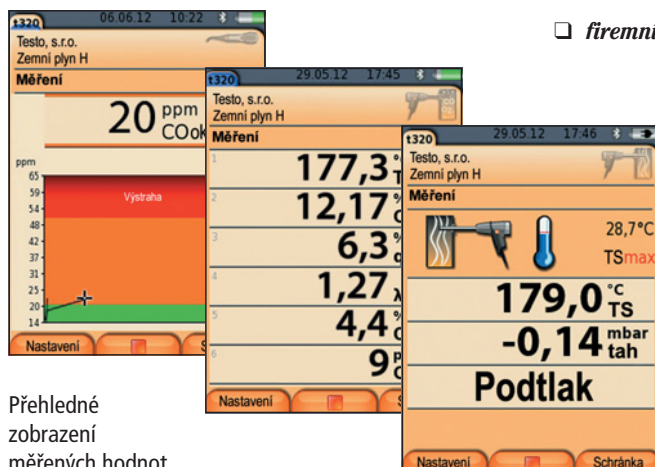 ❑ firemní
t320 06.06.12 10:22
Testo, s.r.o.
Zemní plyn H
Měření
20 ppm
COok
ppm
65
59
54
48
42
37
31
25
20
14
Výstraha
Nastavení
t320 29.05.12 17:45
Testo, s.r.o.
Zemní plyn H
Měření
1 177,3
2 12,17 %
3 6,3 %
4 1,27 λ
5 4,4 %
6 9
Nastavení
t320 29.05.12 17:46
Testo, s.r.o.
Zemní plyn H
Měření
28,7°C
TSmax
179,0 °C
TS
-0,14 mbar
tah
Podtlak
Nastavení Schránka
Přehledné
zobrazení
měřených hodnot